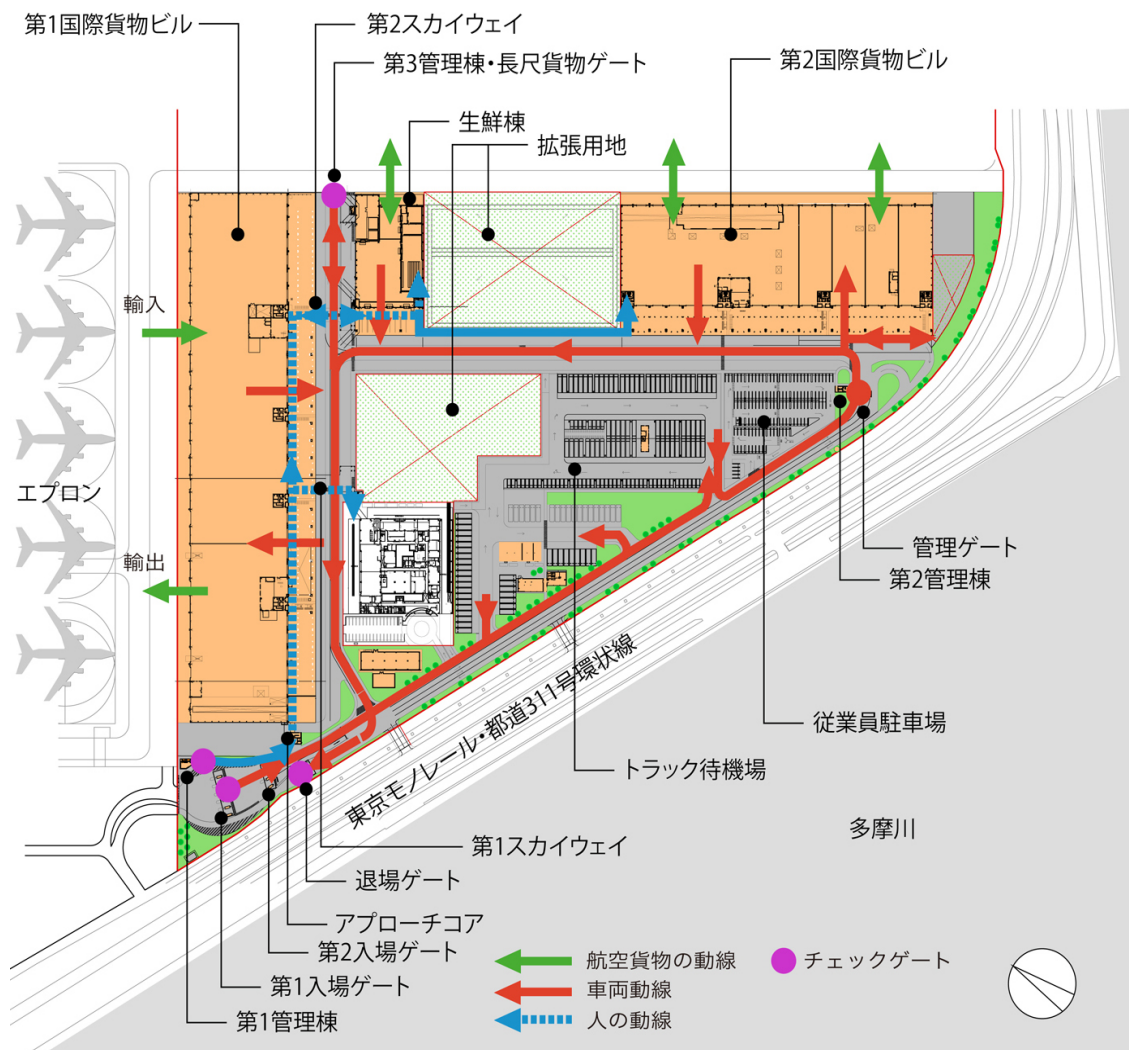 第1国際貨物ビル
第2スカイウェイ
第3管理棟・長尺貨物ゲート
第2国際貨物ビル
生鮮棟
拡張用地
輸入
エプロン
輸出
管理ゲート
第2管理棟
従業員駐車場
トラック待機場
東京モノレール・都道311号環状線
多摩川
第1スカイウェイ
退場ゲート
アプローチコア
第2入場ゲート
第1入場ゲート
第1管理棟
航空貨物の動線
チェックゲート
車両動線
人の動線